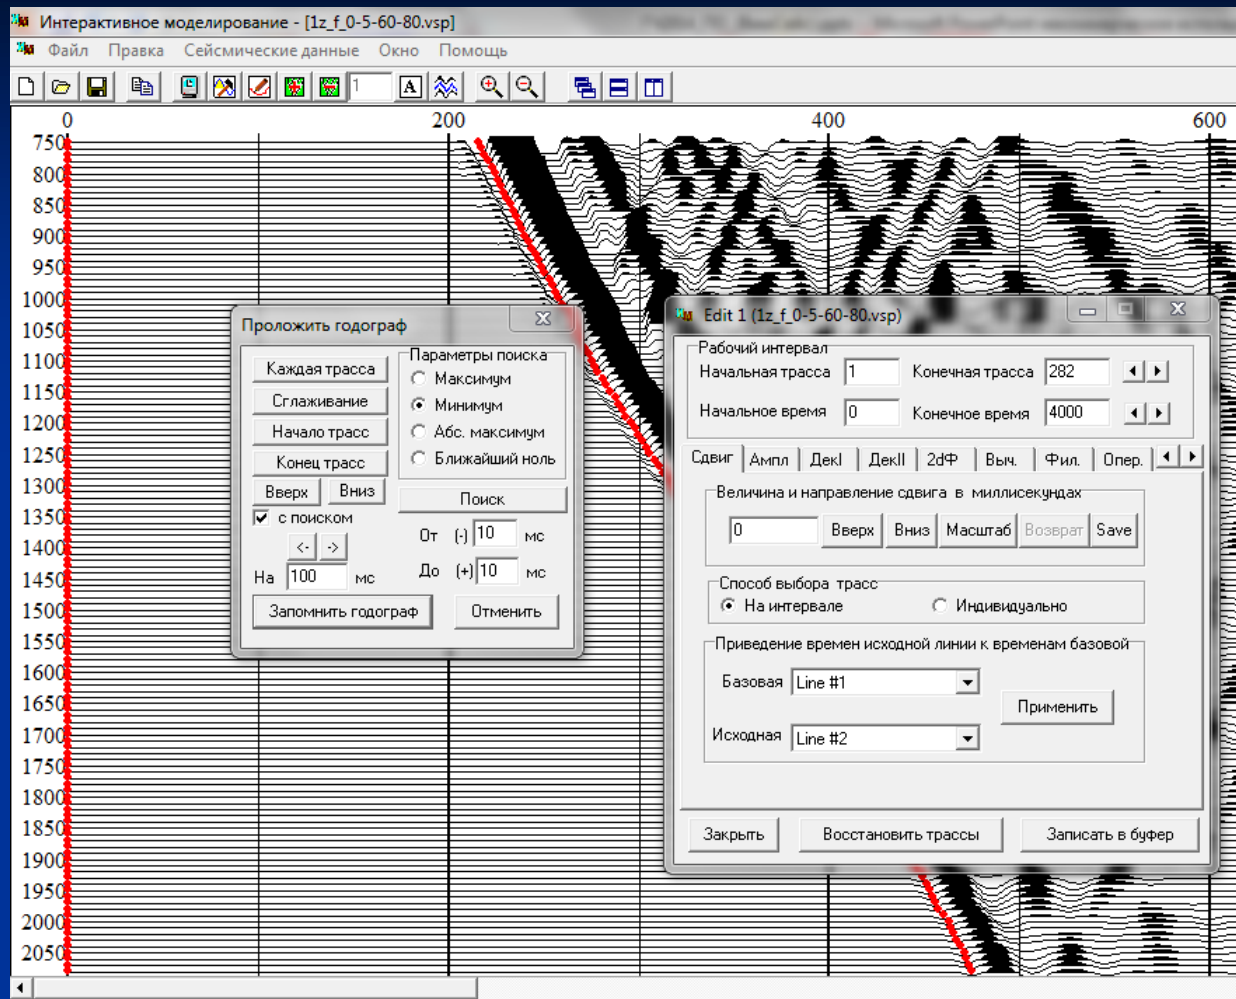 Интерактивное моделирование - [1z_f_0-5-60-80.vsp]
Файл Правка Сейсмические данные Окно Помощь
1 A
0 200 400 600
750
800
850
900
950
1000
1050
1100
1150
1200
1250
1300
1350
1400
1450
1500
1550
1600
1650
1700
1750
1800
1850
1900
1950
2000
2050
Проложить годограф
Каждая трасса
Сглаживание
Начало трасс
Конец трасс
Вверх Вниз
с поиском
<- ->
На 100 мс
Запомнить годограф
Параметры поиска
Максимум
Минимум
Абс. максимум
Ближайший ноль
Поиск
От (-) 10 мс
До (+) 10 мс
Отменить
Edit 1 (1z_f_0-5-60-80.vsp)
Рабочий интервал
Начальная трасса 1 Конечная трасса 282
Начальное время 0 Конечное время 4000
Сдвиг Ампл ДекI ДекII 2dФ Выч. Фил. Опер.
Величина и направление сдвига в миллисекундах
0 Вверх Вниз Масштаб Возврат Save
Способ выбора трасс
На интервале Индивидуально
Приведение времен исходной линии к временам базовой
Базовая Line #1
Применить
Исходная Line #2
Закрыть Восстановить трассы Записать в буфер